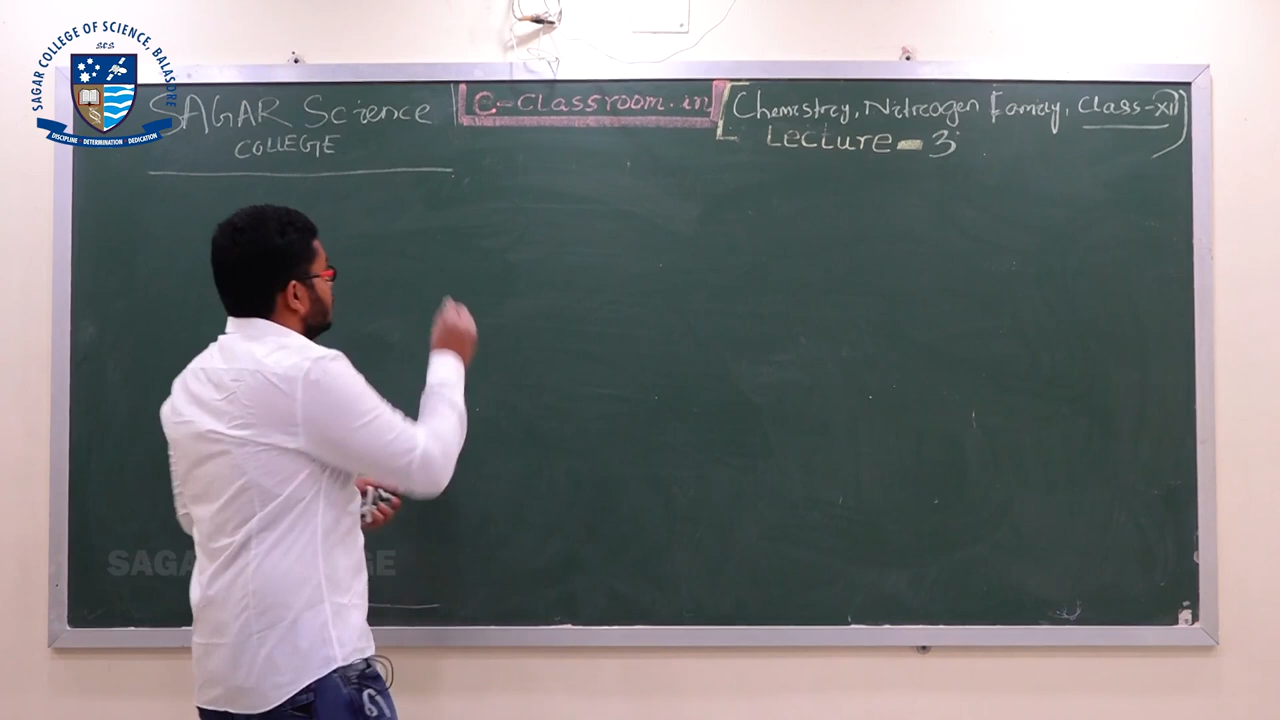 SAGAR COLLEGE OF SCIENCE, BALASORE
SCS
DISCIPLINE DETERMINATION DEDICATION
SAGAR Science
COLLEGE
e-classroom.in
Chemistry, Nitrogen Family, Class-XII
Lecture - 3
61